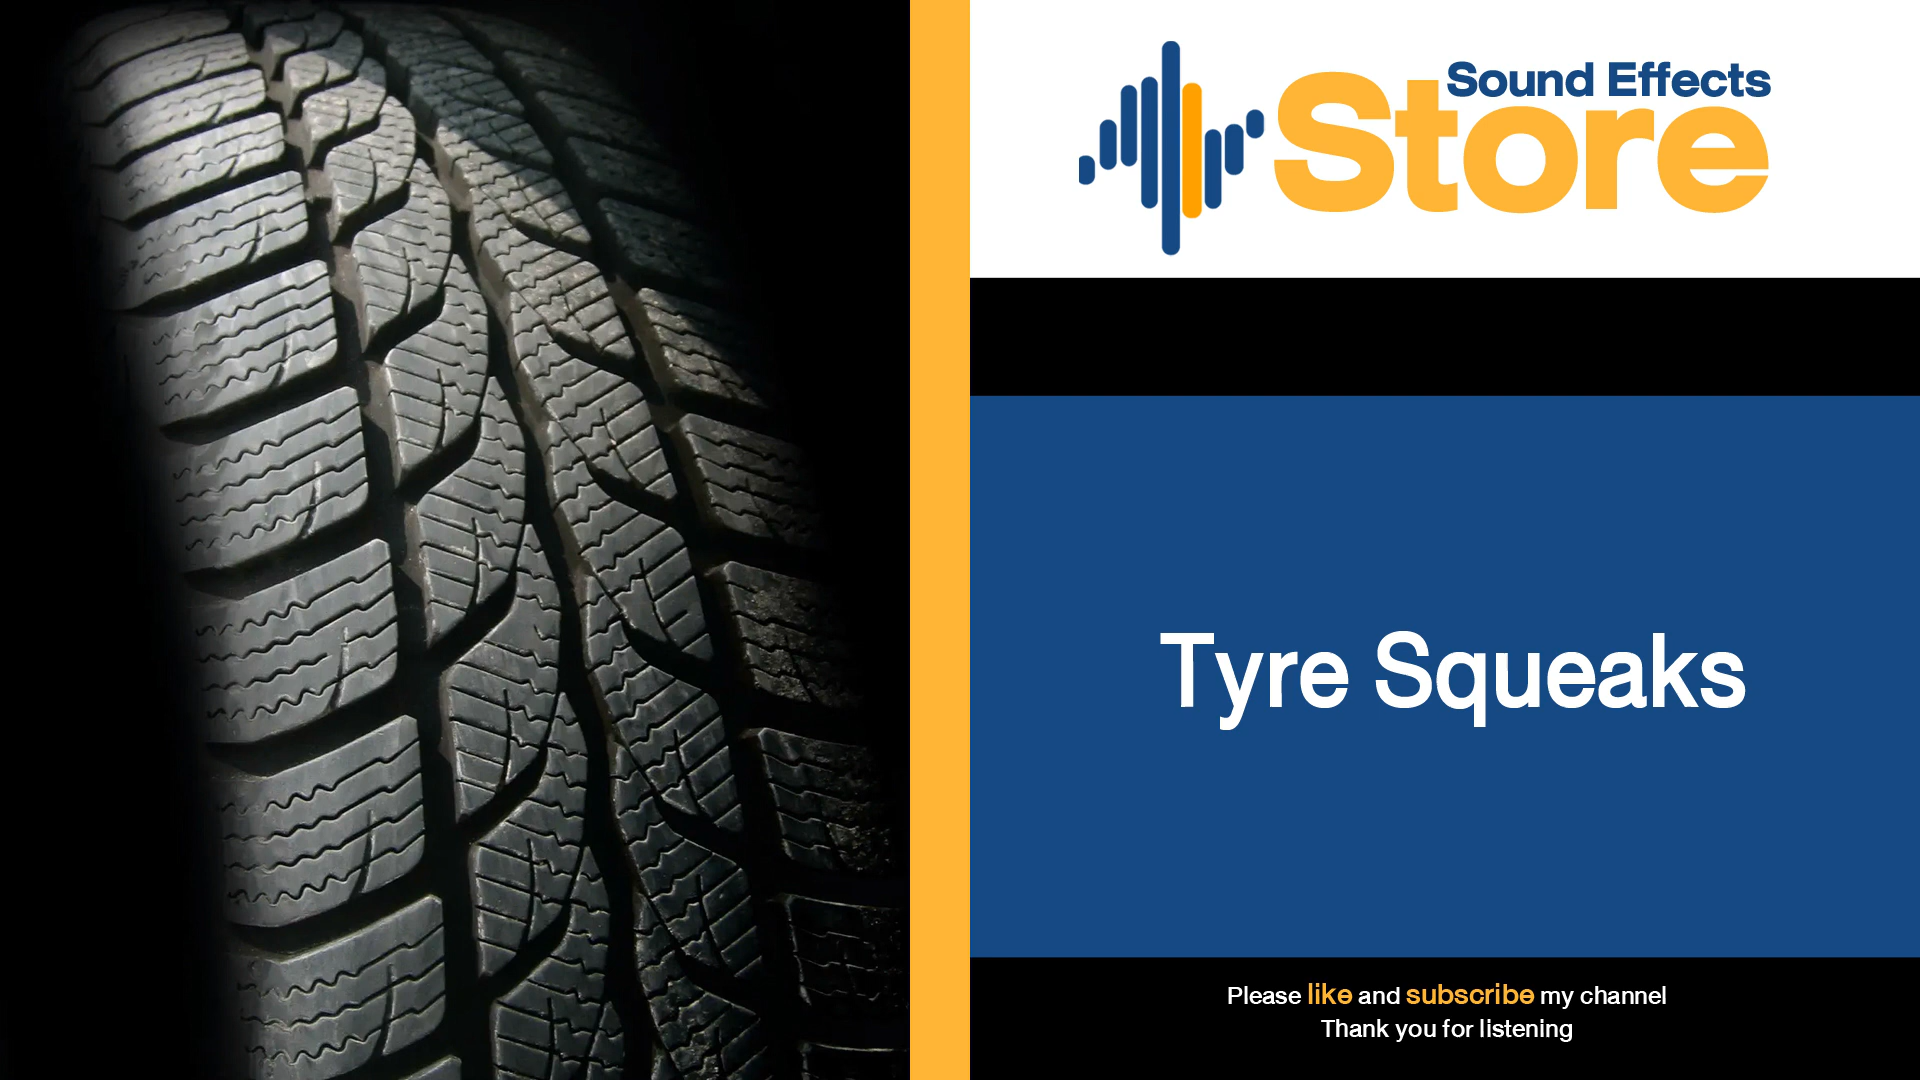 Sound Effects
Store
Tyre Squeaks
Please like and subscribe my channel
Thank you for listening